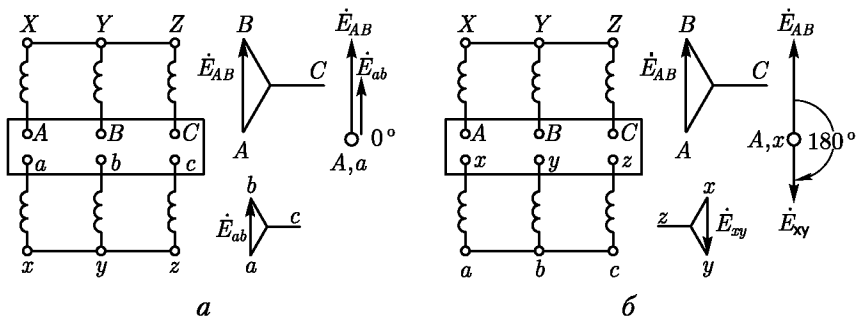 X Y Z B Ė_AB
Ė_AB C Ė_ab
A B C 0°
a b c A A, a
b
Ė_ab c
a
x y z
а
X Y Z B Ė_AB
Ė_AB C
A B C A, x 180°
x y z A
x Ė_xy
z Ė_xy
y
a b c
б